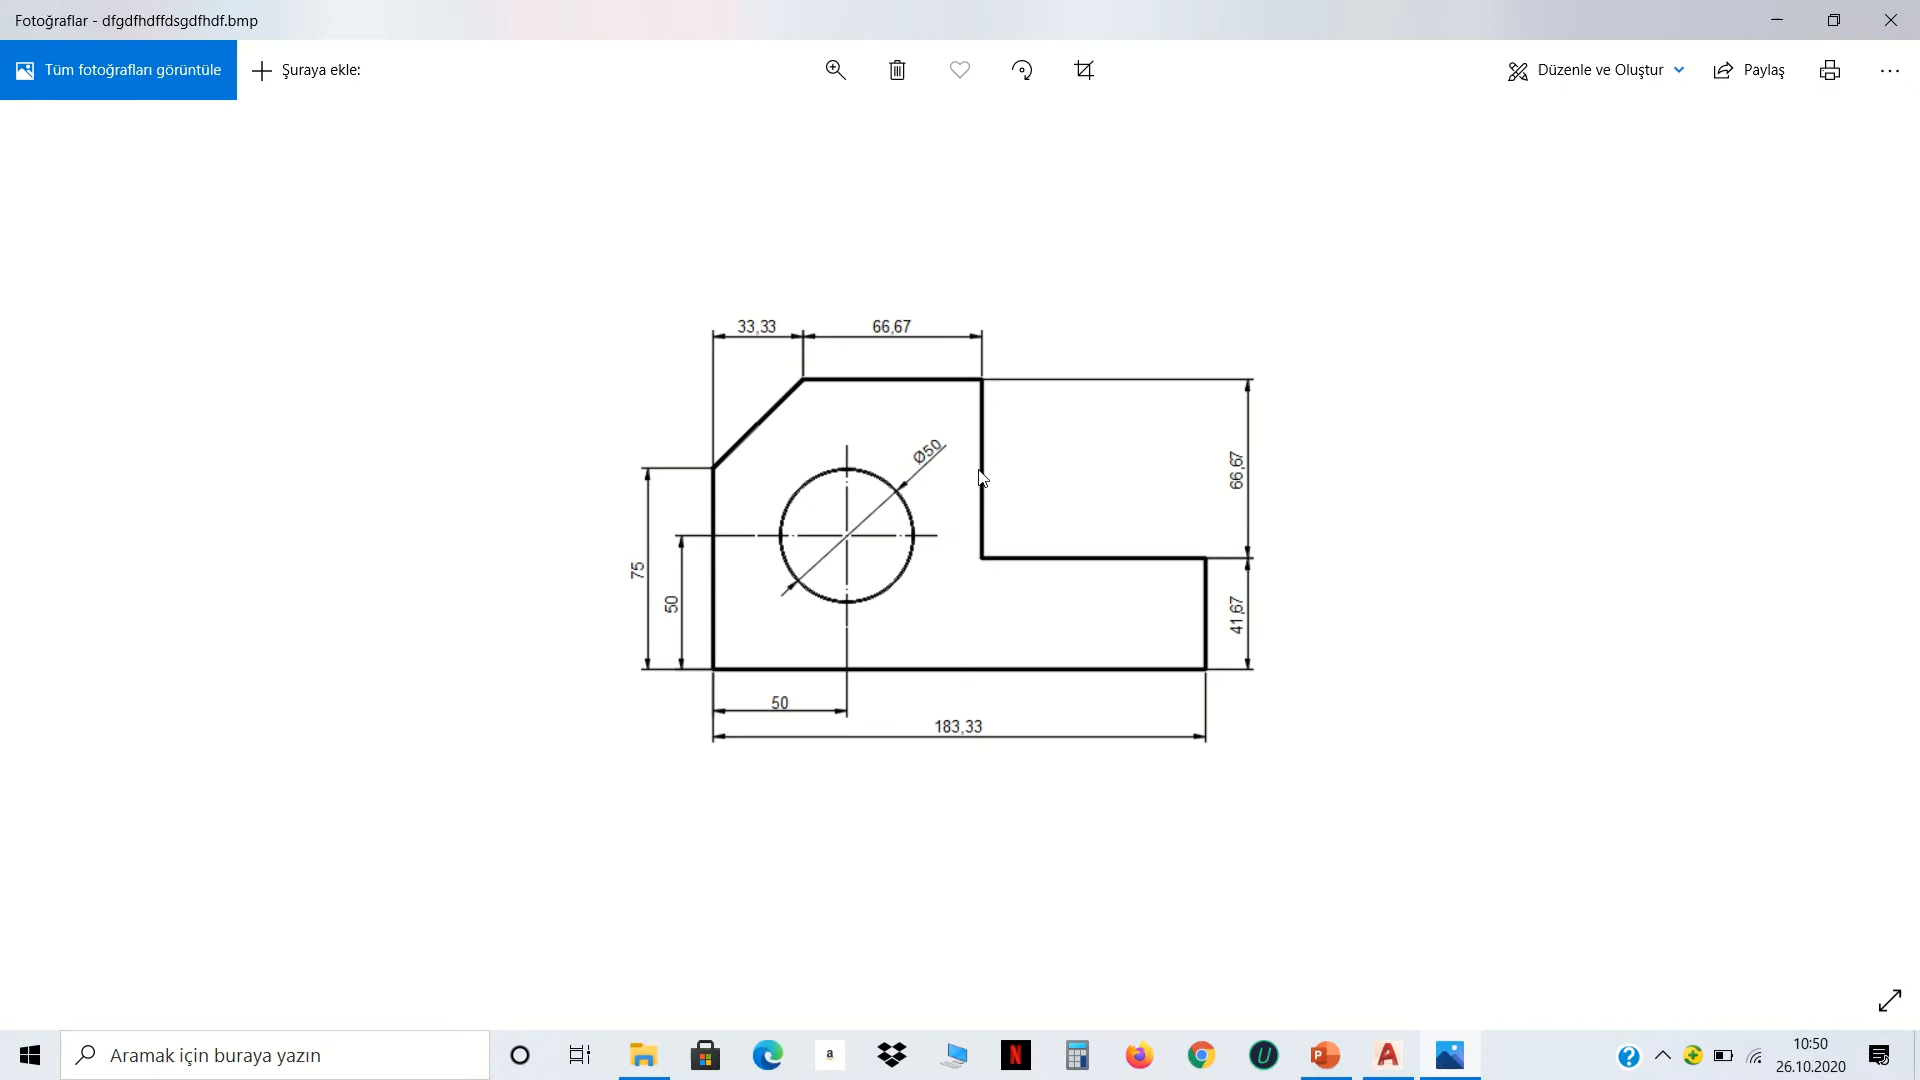 Fotoğraflar - dfgdfhdffdsgdfhdf.bmp
Tüm fotoğrafları görüntüle
Şuraya ekle:
Düzenle ve Oluştur
Paylaş
33,33
66,67
Ø50
66,67
75
50
41,67
50
183,33
Aramak için buraya yazın
a
N
U
P
A
10:50
26.10.2020